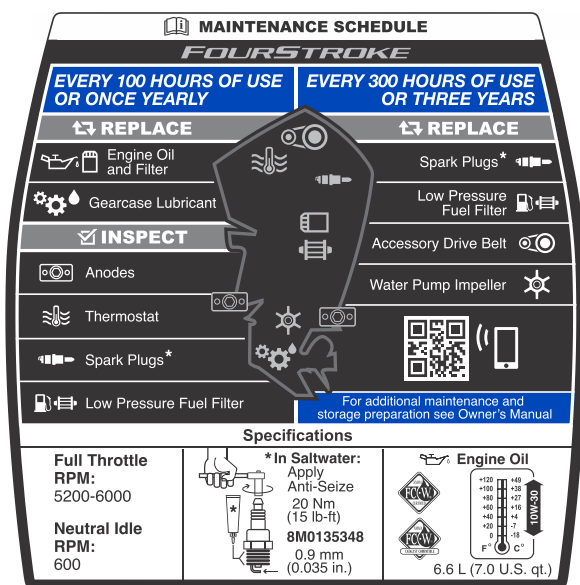 MAINTENANCE SCHEDULE
FOURSTROKE
EVERY 100 HOURS OF USE
OR ONCE YEARLY
REPLACE
Engine Oil
and Filter
Gearcase Lubricant
INSPECT
Anodes
Thermostat
Spark Plugs*
Low Pressure Fuel Filter
EVERY 300 HOURS OF USE
OR THREE YEARS
REPLACE
Spark Plugs*
Low Pressure
Fuel Filter
Accessory Drive Belt
Water Pump Impeller
For additional maintenance and
storage preparation see Owner's Manual
Specifications
Full Throttle
RPM:
5200-6000
Neutral Idle
RPM:
600
*In Saltwater:
Apply
Anti-Seize
20 Nm
(15 lb-ft)
*
8M0135348
0.9 mm
(0.035 in.)
Engine Oil
FC-W
FC-W
+120 +49
+100 +38
+80 +27
+60 +16
+40 +4
+20 -7
0 -18
F° C°
10W-30
6.6 L (7.0 U.S. qt.)